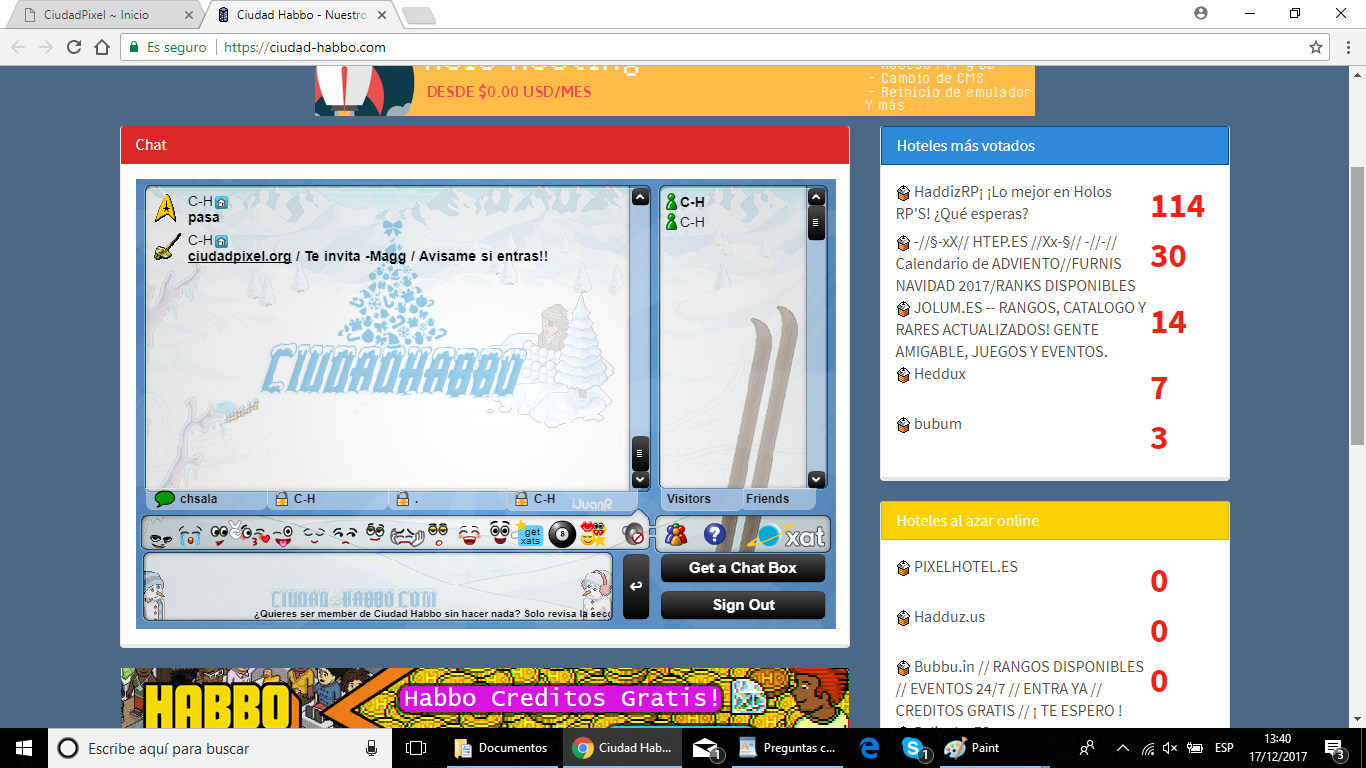 CiudadPixel ~ Inicio
Ciudad Habbo - Nuestro
Es seguro
https://ciudad-habbo.com
DESDE $0.00 USD/MES
- Cambio de CMS
- Reinicio de emulador
Y más...
Chat
C-H
pasa
C-H
ciudadpixel.org / Te invita -Magg / Avisame si entras!!
CIUDADHABBO
C-H
C-H
chsala
C-H
.
C-H
iJuanR
Visitors
Friends
get
xats
8
?
xat
CIUDAD-HABBO.COM
¿Quieres ser member de Ciudad Habbo sin hacer nada? Solo revisa la secc
Get a Chat Box
Sign Out
HABBO
Habbo Creditos Gratis!
Hoteles más votados
HaddizRP¡ ¡Lo mejor en Holos
RP'S! ¿Qué esperas?
114
-//§-xX// HTEP.ES //Xx-§// -//-//
Calendario de ADVIENTO//FURNIS
NAVIDAD 2017/RANKS DISPONIBLES
30
JOLUM.ES -- RANGOS, CATALOGO Y
RARES ACTUALIZADOS! GENTE
AMIGABLE, JUEGOS Y EVENTOS.
14
Heddux
7
bubum
3
Hoteles al azar online
PIXELHOTEL.ES
0
Hadduz.us
0
Bubbu.in // RANGOS DISPONIBLES
// EVENTOS 24/7 // ENTRA YA //
CREDITOS GRATIS // ¡ TE ESPERO !
0
Escribe aquí para buscar
Documentos
Ciudad Hab...
1
Preguntas c...
1
Paint
ESP
13:40
17/12/2017
3